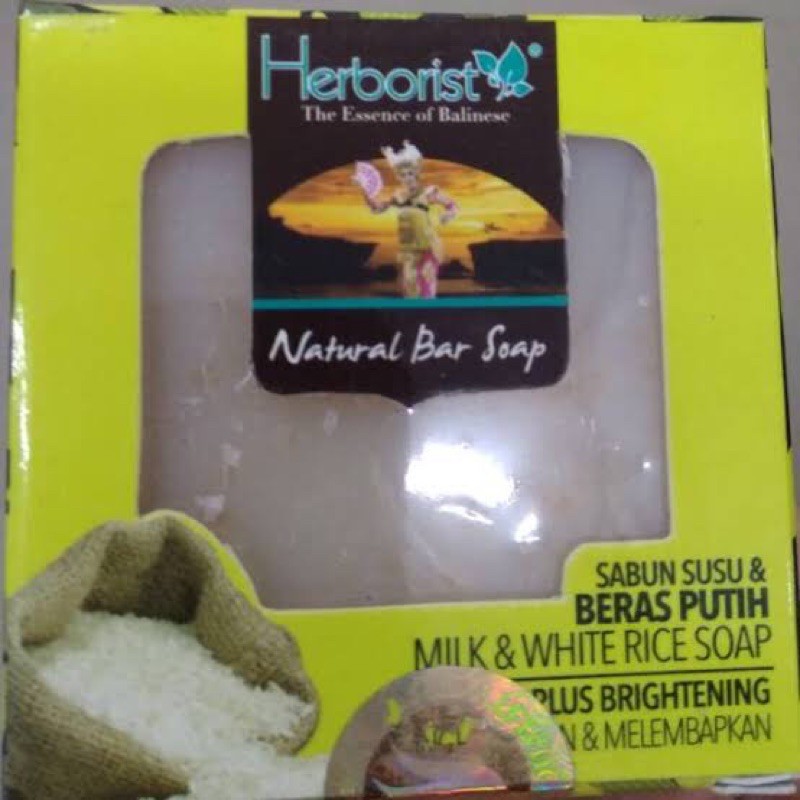 Herborist®
The Essence of Balinese
Natural Bar Soap
SABUN SUSU &
BERAS PUTIH
MILK & WHITE RICE SOAP
PLUS BRIGHTENING
& MELEMBAPKAN